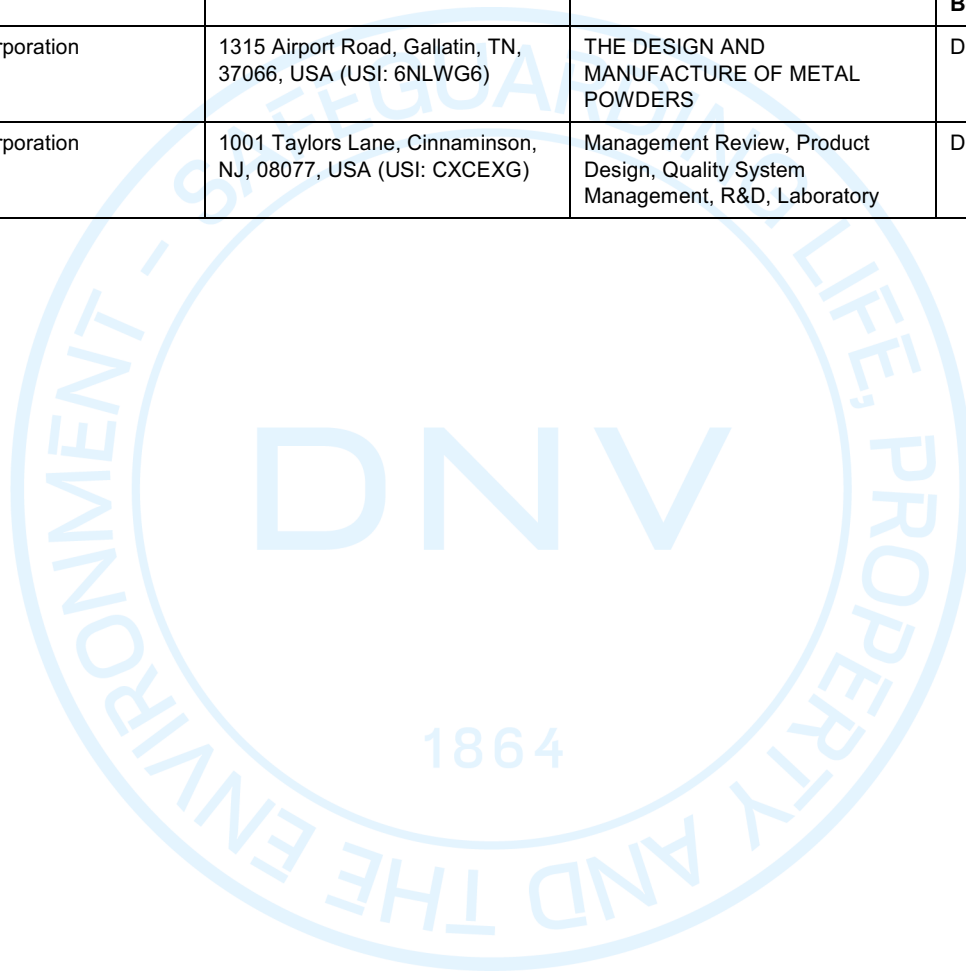 B
rporation
1315 Airport Road, Gallatin, TN,
37066, USA (USI: 6NLWG6)
THE DESIGN AND
MANUFACTURE OF METAL
POWDERS
D
rporation
1001 Taylors Lane, Cinnaminson,
NJ, 08077, USA (USI: CXCEXG)
Management Review, Product
Design, Quality System
Management, R&D, Laboratory
D
SAFEGUARDING LIFE, PROPERTY AND THE ENVIRONMENT -
DNV
1864